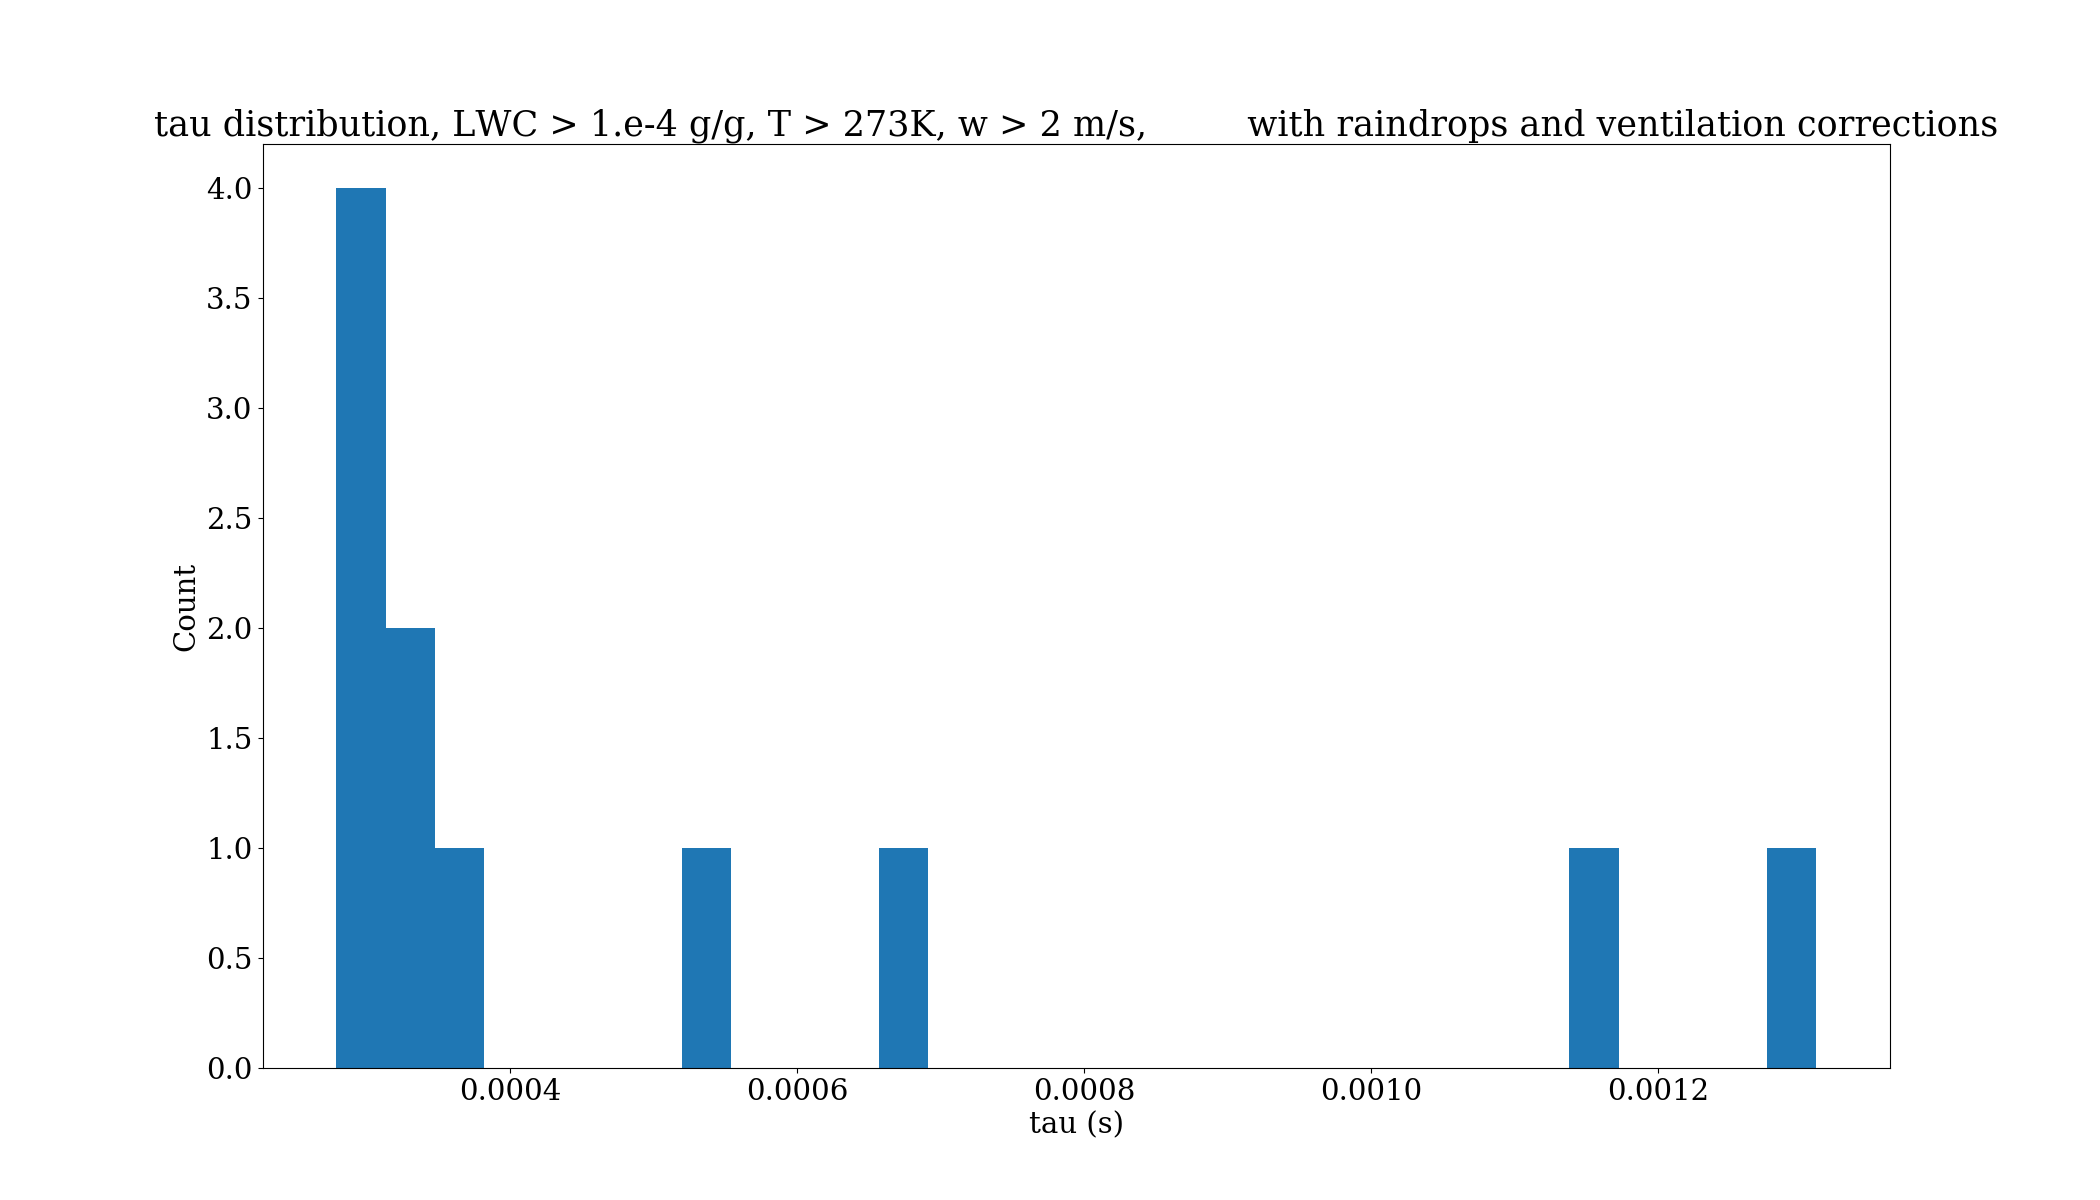 tau distribution, LWC > 1.e-4 g/g, T > 273K, w > 2 m/s,         with raindrops and ventilation corrections
4.0
3.5
3.0
2.5
2.0
1.5
1.0
0.5
0.0
Count
0.0004 0.0006 0.0008 0.0010 0.0012
tau (s)